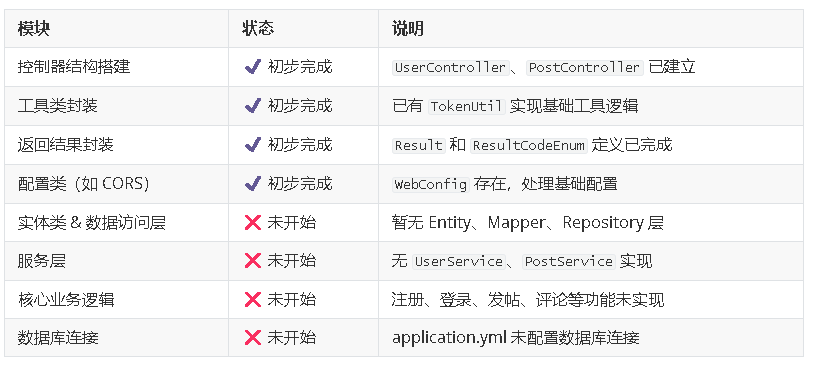 模块 状态 说明
控制器结构搭建 ✔ 初步完成 UserController、PostController 已建立
工具类封装 ✔ 初步完成 已有 TokenUtil 实现基础工具逻辑
返回结果封装 ✔ 初步完成 Result 和 ResultCodeEnum 定义已完成
配置类（如 CORS） ✔ 初步完成 WebConfig 存在，处理基础配置
实体类 & 数据访问层 ❌ 未开始 暂无 Entity、Mapper、Repository 层
服务层 ❌ 未开始 无 UserService、PostService 实现
核心业务逻辑 ❌ 未开始 注册、登录、发帖、评论等功能未实现
数据库连接 ❌ 未开始 application.yml 未配置数据库连接